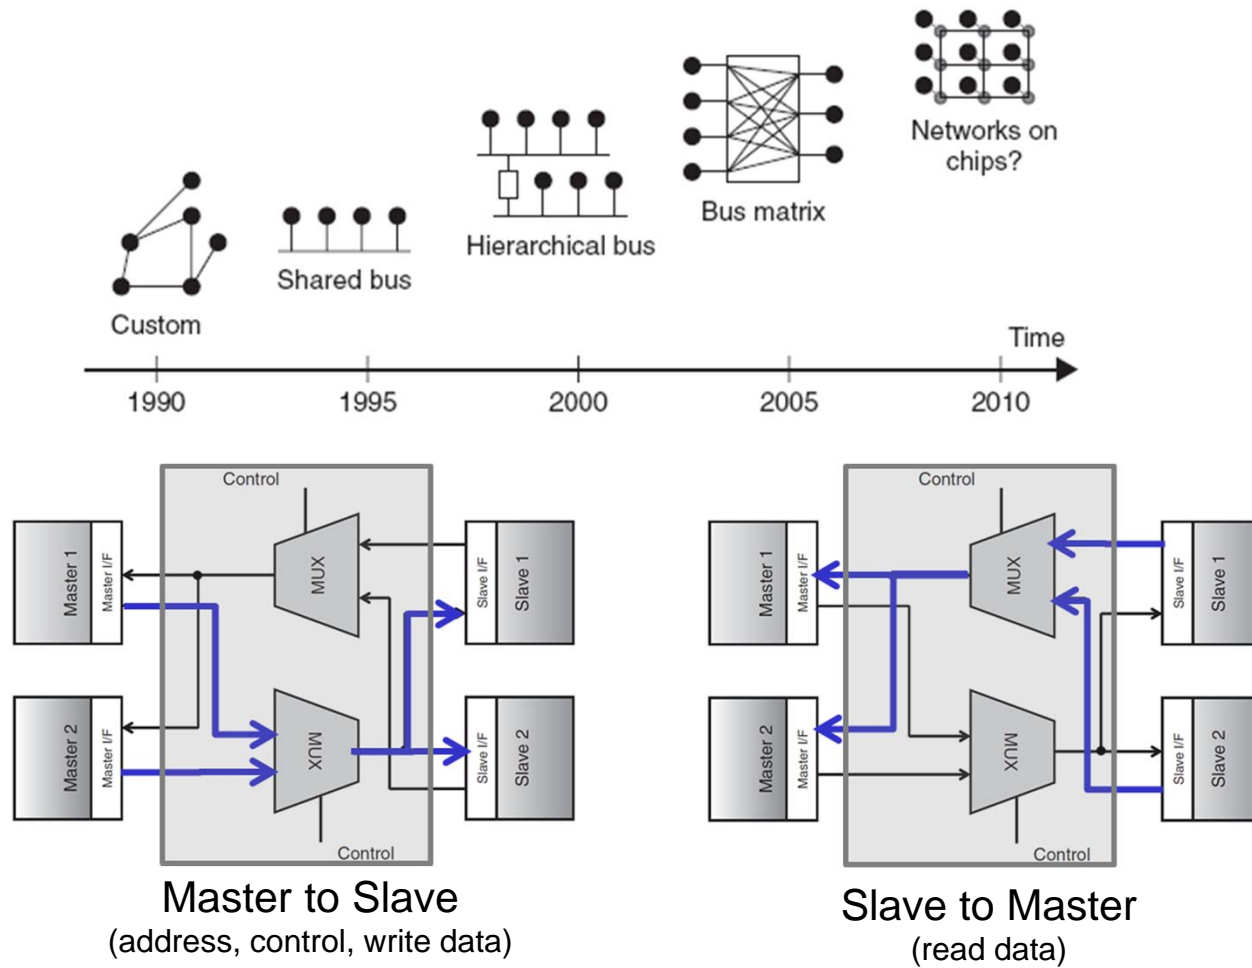 Networks on
chips?
Bus matrix
Hierarchical bus
Shared bus
Custom
Time
1990
1995
2000
2005
2010
Control
Master 1
Master I/F
MUX
Slave I/F
Slave 1
Master 2
Master I/F
MUX
Slave I/F
Slave 2
Control
Master to Slave
(address, control, write data)
Control
Master 1
Master I/F
MUX
Slave I/F
Slave 1
Master 2
Master I/F
MUX
Slave I/F
Slave 2
Control
Slave to Master
(read data)